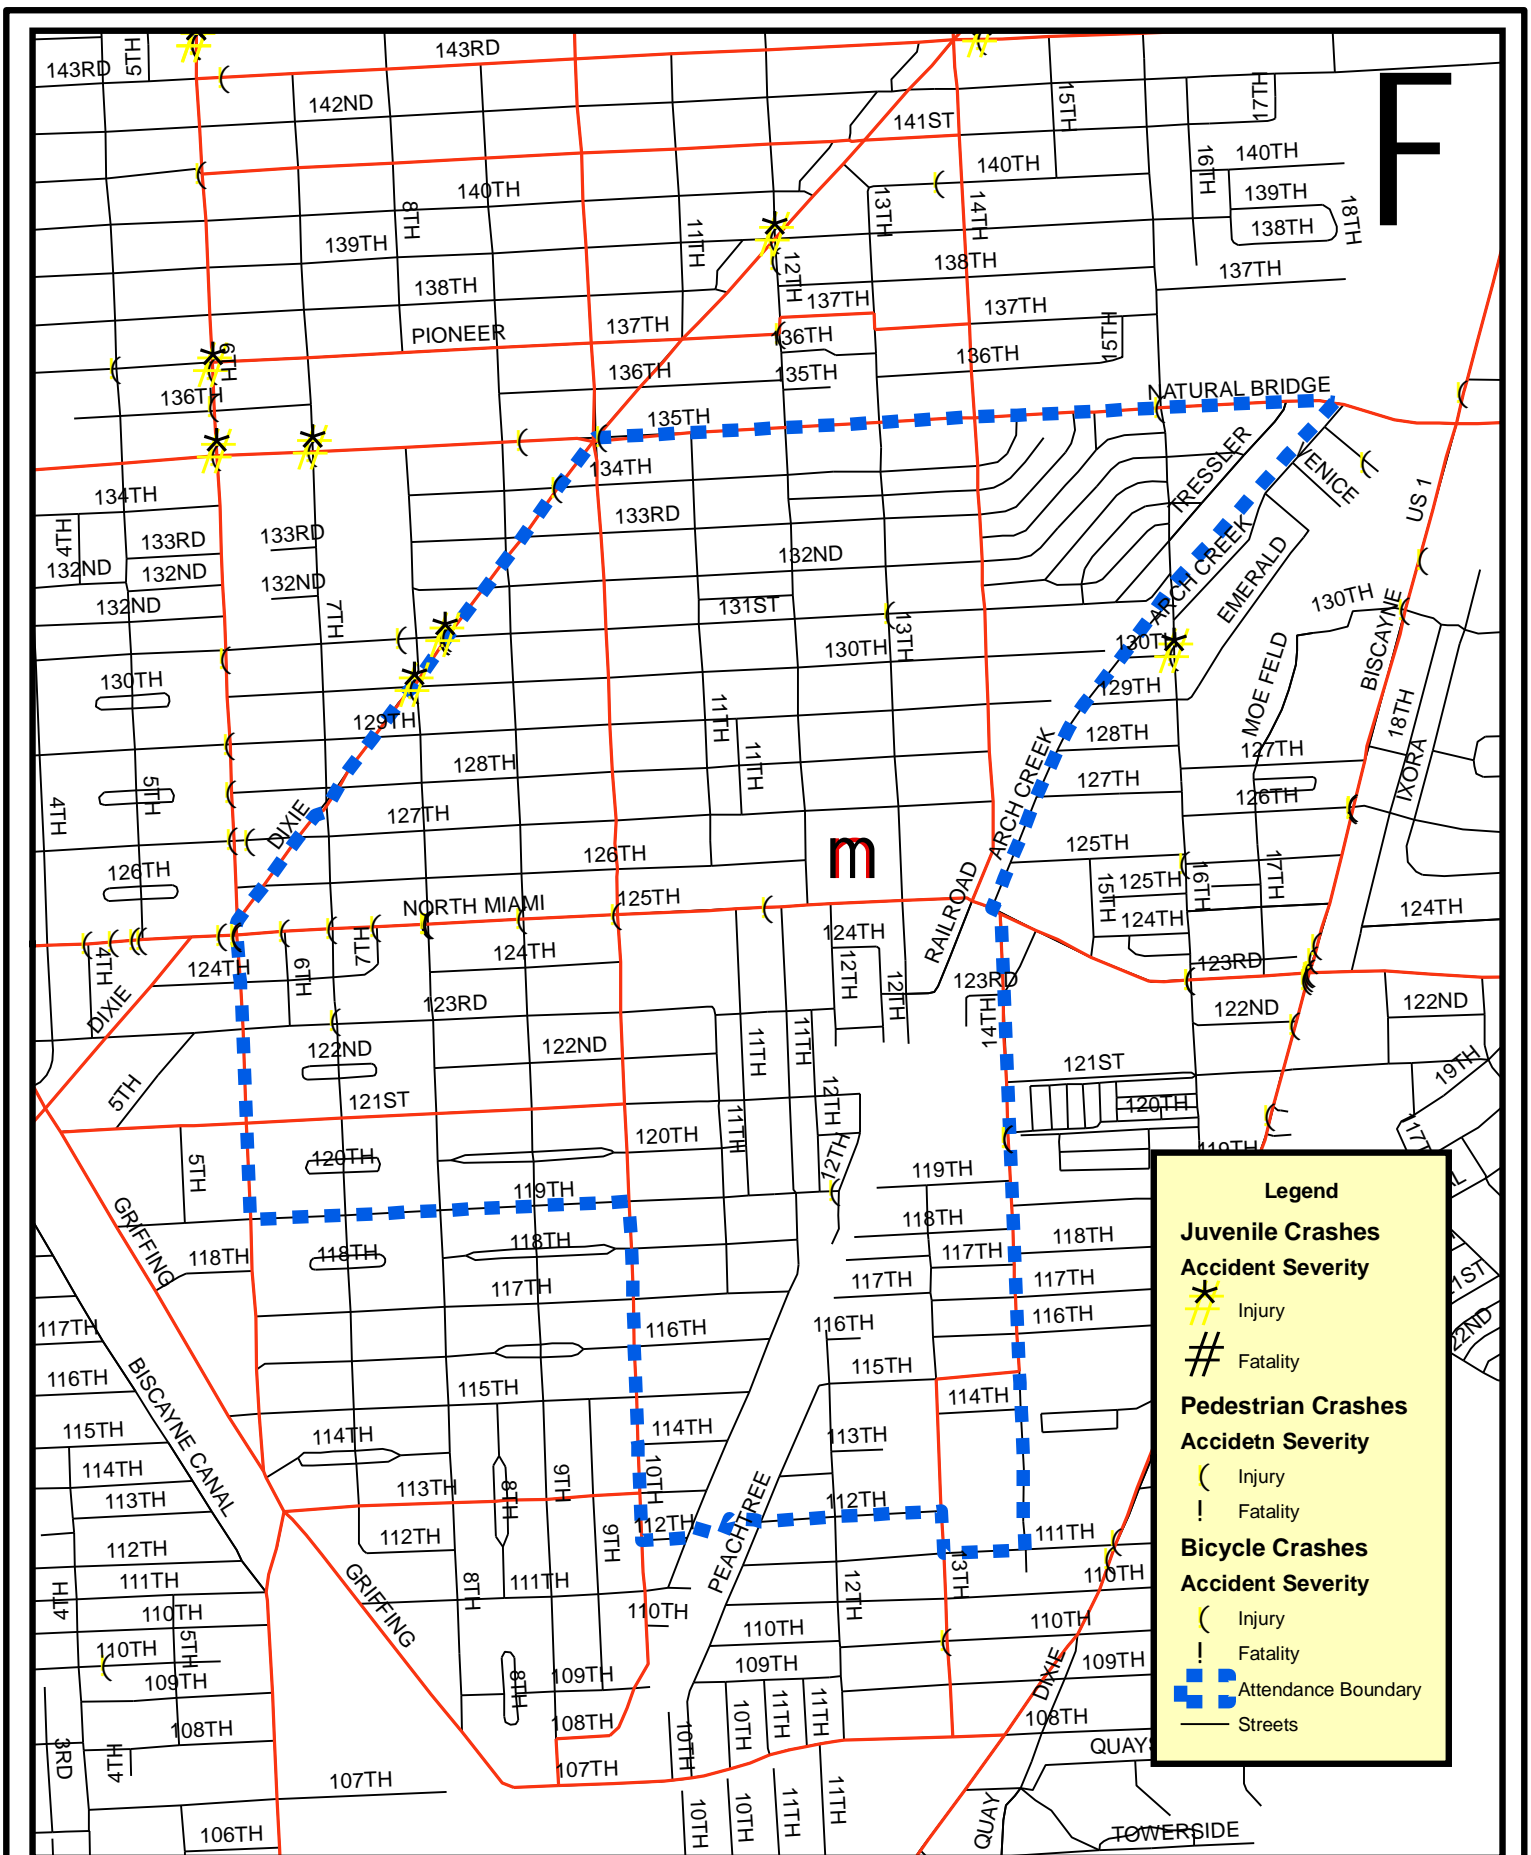 143RD
5TH
143RD
142ND
141ST
15TH
17TH
F
140TH
140TH
16TH
140TH
139TH
138TH
18TH
8TH
139TH
11TH
12TH
13TH
14TH
138TH
137TH
138TH
137TH
137TH
137TH
PIONEER
136TH
15TH
136TH
6TH
136TH
135TH
136TH
NATURAL BRIDGE
135TH
134TH
TRESSLER
VENICE
US 1
134TH
133RD
133RD
133RD
4TH
132ND
132ND
132ND
132ND
132ND
7TH
131ST
13TH
130TH
ARCH CREEK
EMERALD
130TH
BISCAYNE
130TH
130TH
129TH
129TH
MOE FELD
18TH
11TH
11TH
128TH
128TH
127TH
IXORA
5TH
4TH
DIXIE
127TH
127TH
126TH
ARCH CREEK
m
126TH
126TH
125TH
RAILROAD
15TH
125TH
16TH
17TH
NORTH MIAMI
125TH
124TH
124TH
124TH
124TH
7TH
124TH
4TH
6TH
12TH
12TH
123RD
123RD
DIXIE
123RD
14TH
122ND
122ND
122ND
122ND
11TH
11TH
121ST
19TH
5TH
121ST
12TH
120TH
11TH
120TH
120TH
12TH
119TH
17T
5TH
119TH
119TH
GRIFFING
118TH
118TH
118TH
118TH
117TH
118TH
117TH
117TH
117TH
117TH
116TH
116TH
116TH
116TH
BISCAYNE CANAL
115TH
115TH
114TH
115TH
114TH
114TH
113TH
114TH
113TH
10TH
9TH
8TH
113TH
112TH
PEACHTREE
112TH
112TH
9TH
112TH
111TH
111TH
111TH
GRIFFING
8TH
12TH
13TH
110TH
4TH
110TH
110TH
110TH
110TH
5TH
110TH
109TH
109TH
109TH
109TH
DIXIE
8TH
108TH
108TH
108TH
10TH
10TH
11TH
11TH
QUAYS
3RD
4TH
107TH
107TH
106TH
10TH
10TH
11TH
11TH
QUAY
TOWERSIDE
1ST
22ND
Legend
Juvenile Crashes
Accident Severity
Injury
Fatality
Pedestrian Crashes
Accidetn Severity
Injury
! Fatality
Bicycle Crashes
Accident Severity
Injury
! Fatality
Attendance Boundary
Streets